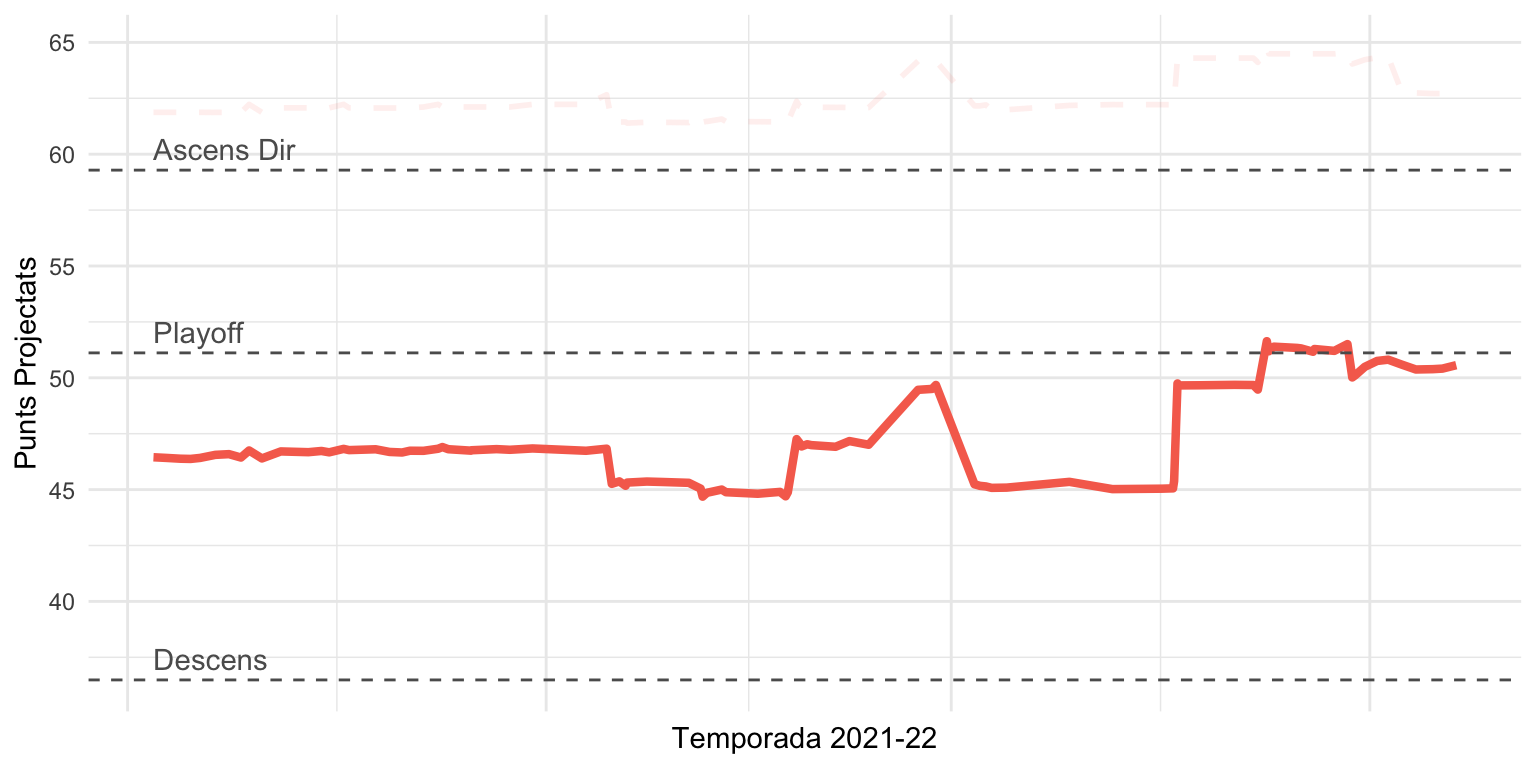 65
Ascens Dir
60
55
Punts Projectats
Playoff
50
45
40
Descens
Temporada 2021-22